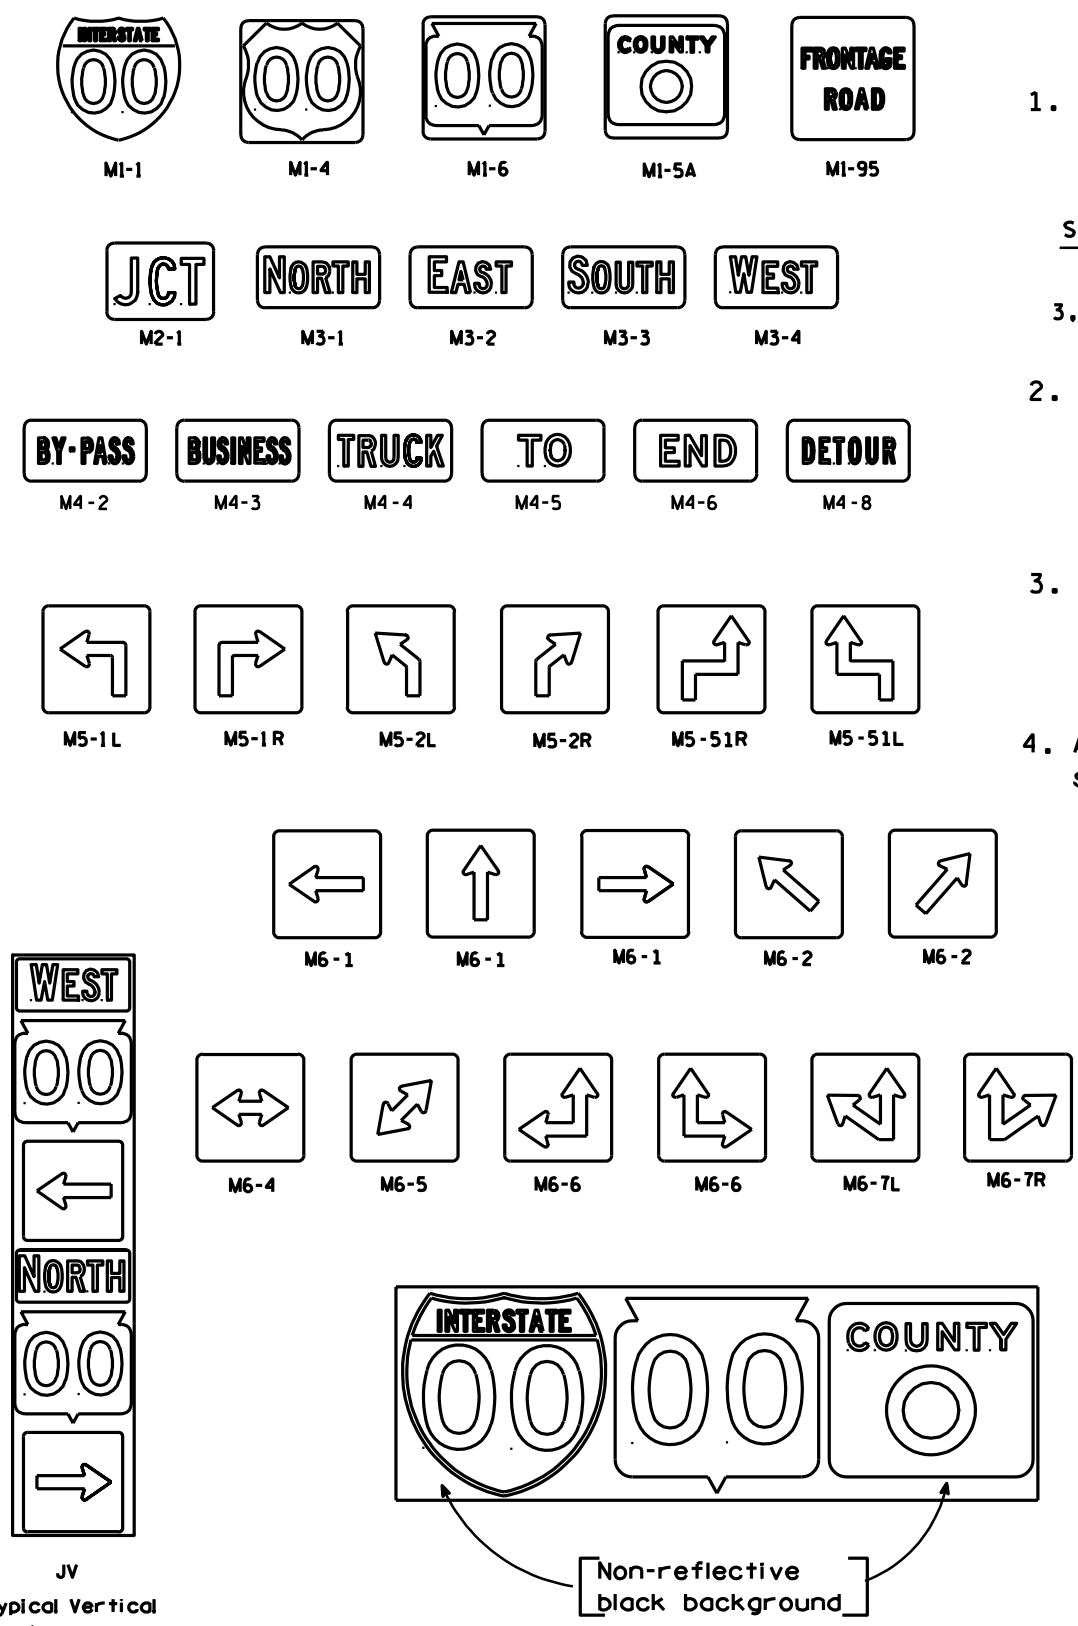 INTERSTATE
00
00
00
COUNTY
0
FRONTAGE
ROAD
M1-1 M1-4 M1-6 M1-5A M1-95
1.
S
JCT NORTH EAST SOUTH WEST
M2-1 M3-1 M3-2 M3-3 M3-4
3.
2.
BY-PASS BUSINESS TRUCK TO END DETOUR
M4-2 M4-3 M4-4 M4-5 M4-6 M4-8
3.
M5-1L M5-1R M5-2L M5-2R M5-51R M5-51L
4. A
s
M6-1 M6-1 M6-1 M6-2 M6-2
WEST
00
NORTH
00
JV
ypical Vertical
M6-4 M6-5 M6-6 M6-6 M6-7L M6-7R
INTERSTATE
00
00
COUNTY
0
Non-reflective
black background